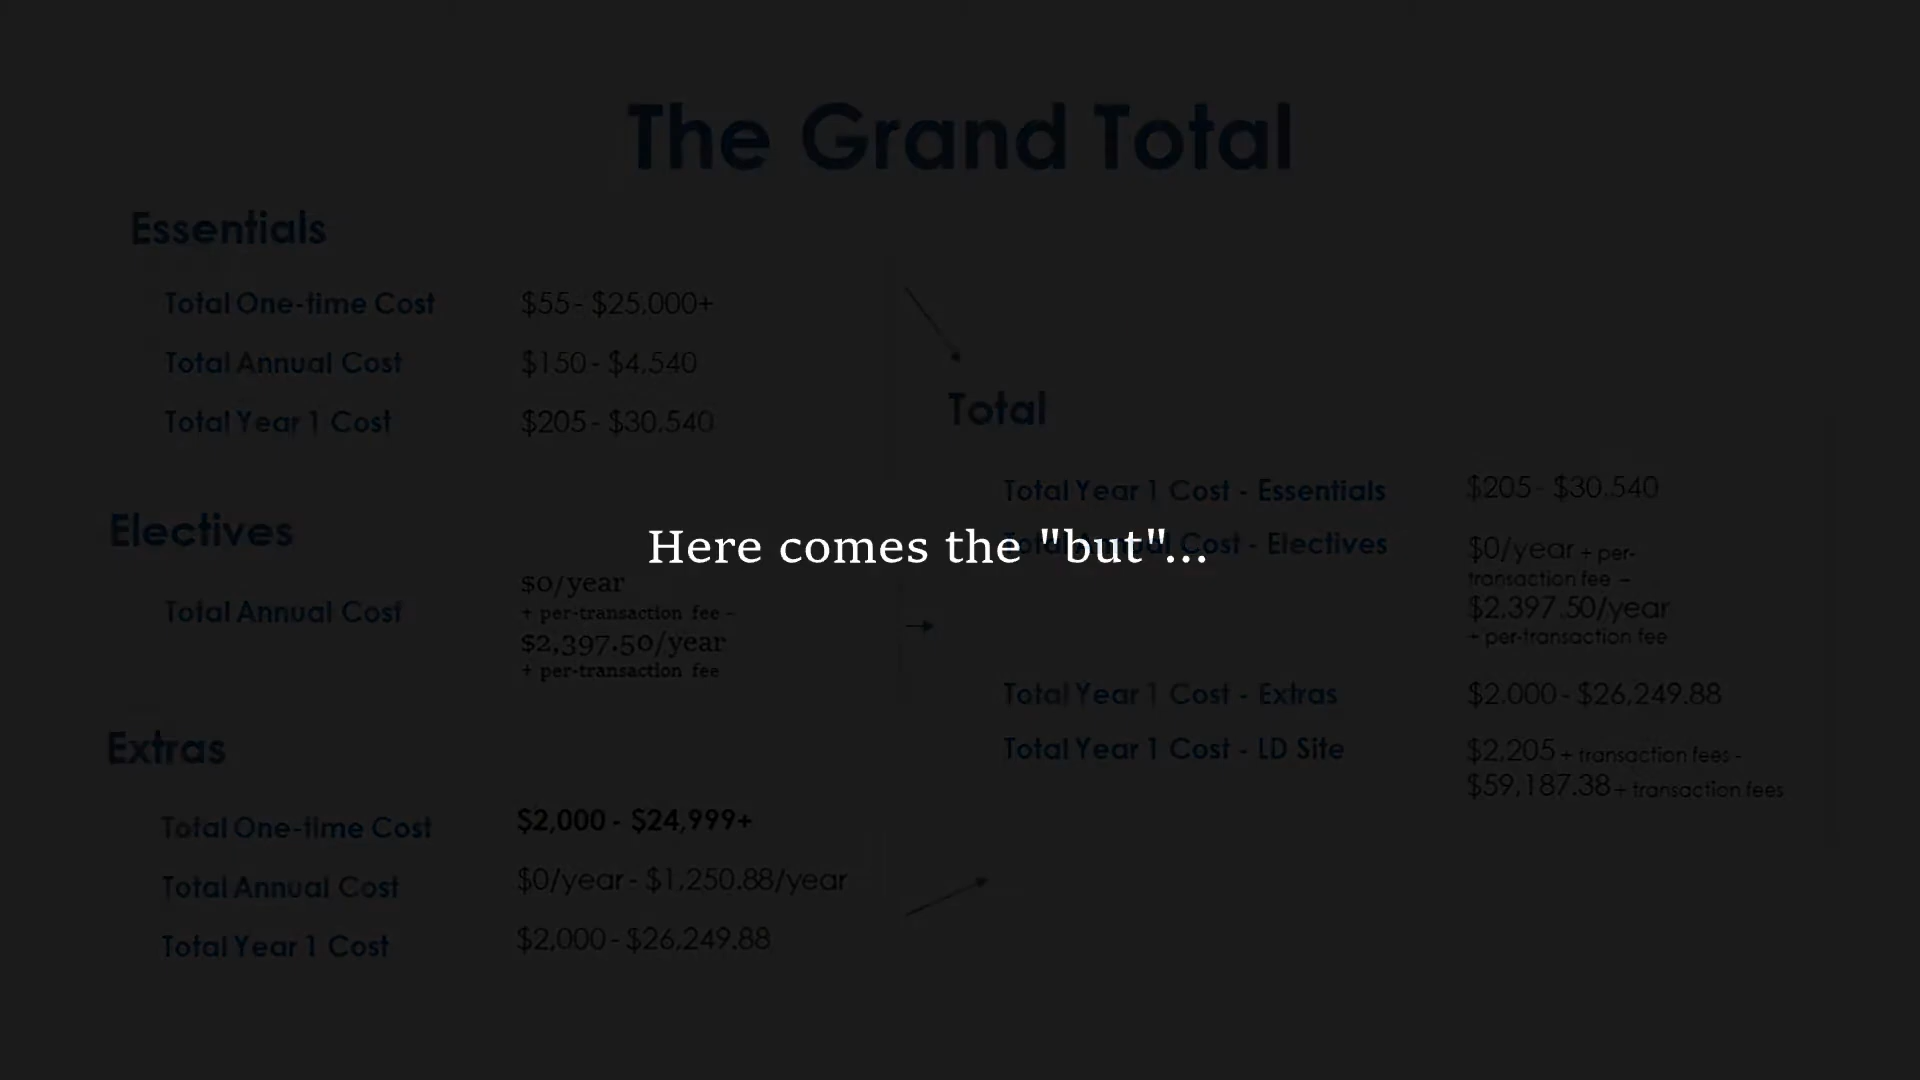 The Grand Total
Essentials
Total One-time Cost $55 - $25,000+
Total Annual Cost $150 - $4,540
Total Year 1 Cost $205 - $30,540
Electives
Total Annual Cost $0/year
+ per-transaction fee –
$2,397.50/year
+ per-transaction fee
Extras
Total One-time Cost $2,000 - $24,999+
Total Annual Cost $0/year - $1,250.88/year
Total Year 1 Cost $2,000 - $26,249.88
Total
Total Year 1 Cost - Essentials $205 - $30,540
Total Annual Cost - Electives $0/year + per-
transaction fee –
$2,397.50/year
+ per-transaction fee
Total Year 1 Cost - Extras $2,000 - $26,249.88
Total Year 1 Cost - LD Site $2,205 + transaction fees -
$59,187.38 + transaction fees
Here comes the "but"...